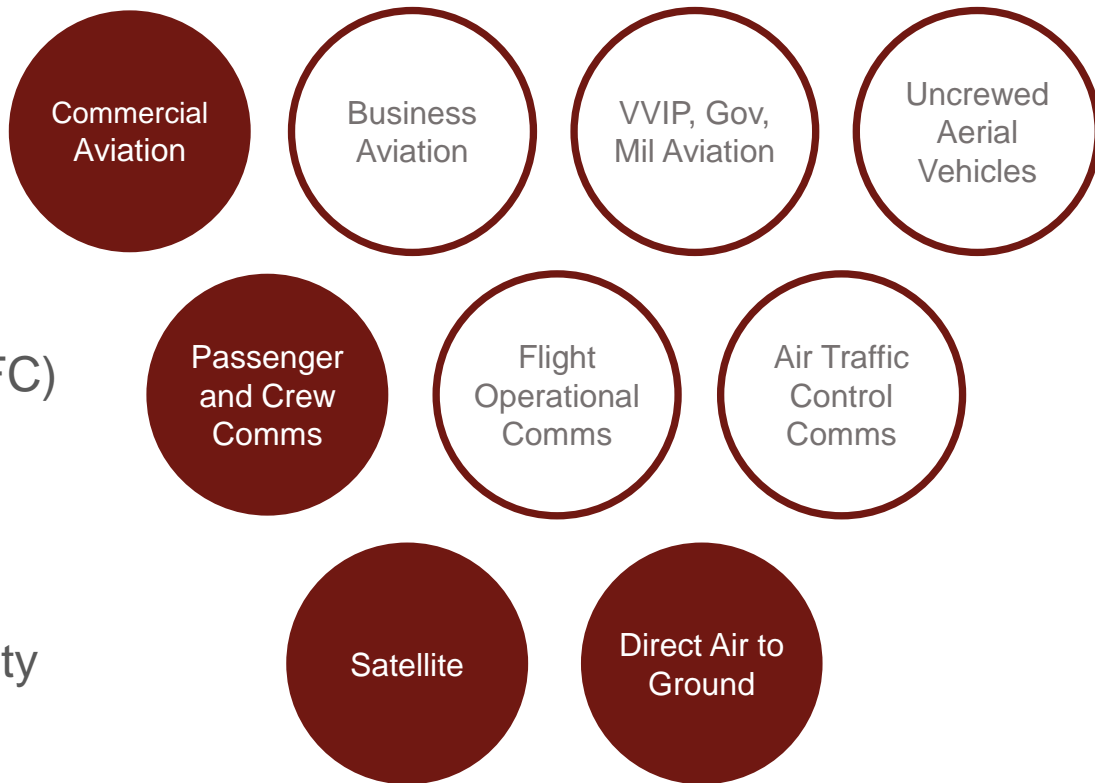 Commercial
Aviation
Business
Aviation
VVIP, Gov,
Mil Aviation
Uncrewed
Aerial
Vehicles
FC)
Passenger
and Crew
Comms
Flight
Operational
Comms
Air Traffic
Control
Comms
ty
Satellite
Direct Air to
Ground